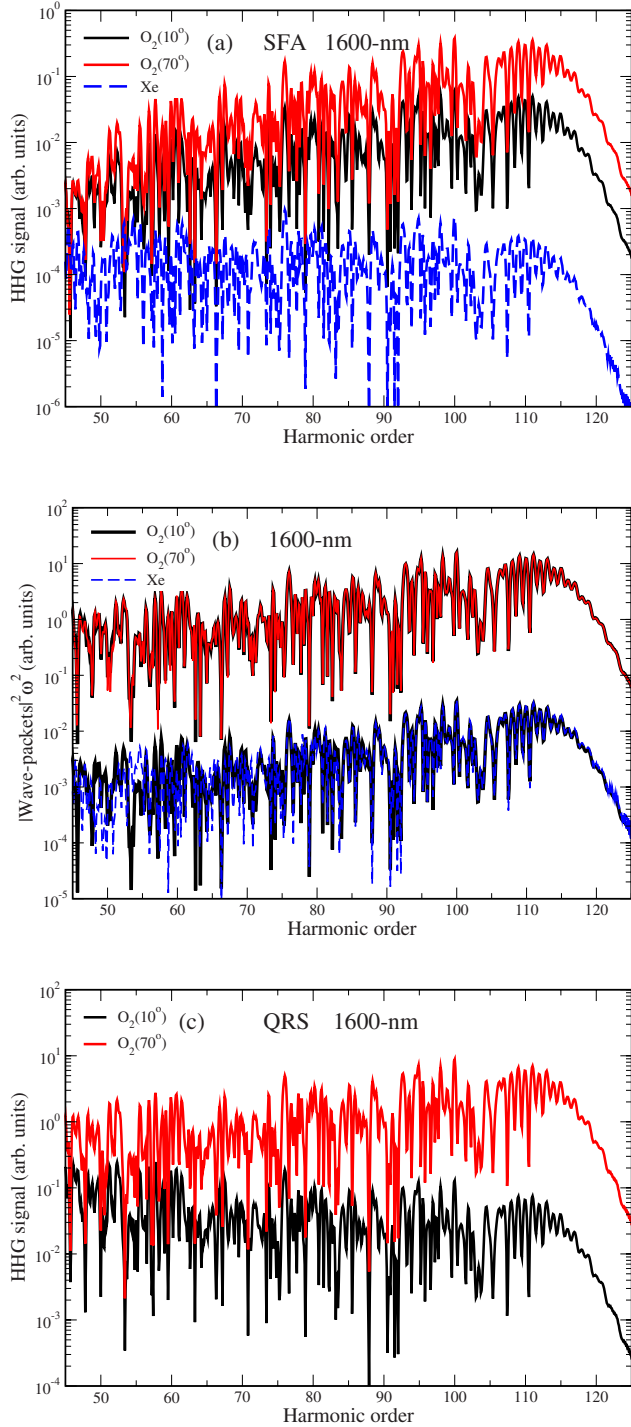 10^0
O2(10°)
(a) SFA 1600-nm
O2(70°)
10^-1
Xe
10^-2
10^-3
10^-4
10^-5
10^-6
HHG signal (arb. units)
50 60 70 80 90 100 110 120
Harmonic order
10^2
O2(10°)
(b) 1600-nm
O2(70°)
10^1
Xe
10^0
10^-1
10^-2
10^-3
10^-4
10^-5
|Wave-packets|^2 ω^2 (arb. units)
50 60 70 80 90 100 110 120
Harmonic order
10^2
O2(10°)
(c) QRS 1600-nm
O2(70°)
10^1
10^0
10^-1
10^-2
10^-3
10^-4
HHG signal (arb. units)
50 60 70 80 90 100 110 120
Harmonic order